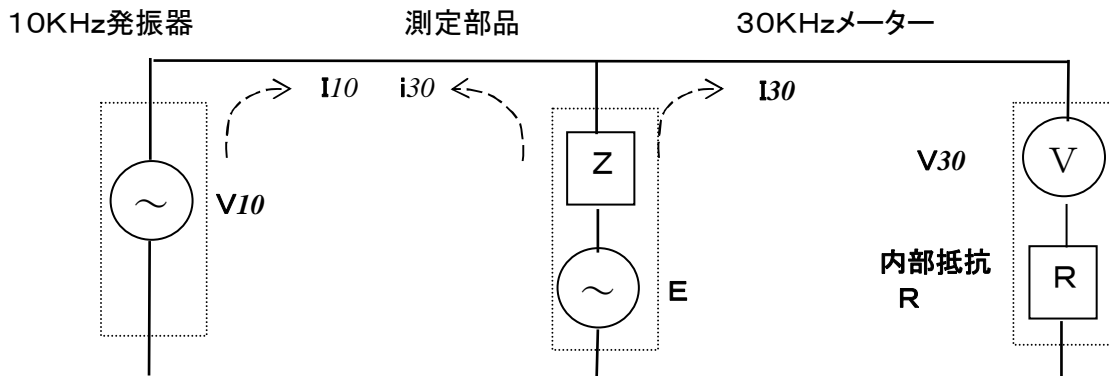 10KHz発振器
測定部品
30KHzメーター
I10
i30
I30
Z
V30
V
~
V10
内部抵抗
R
R
~
E